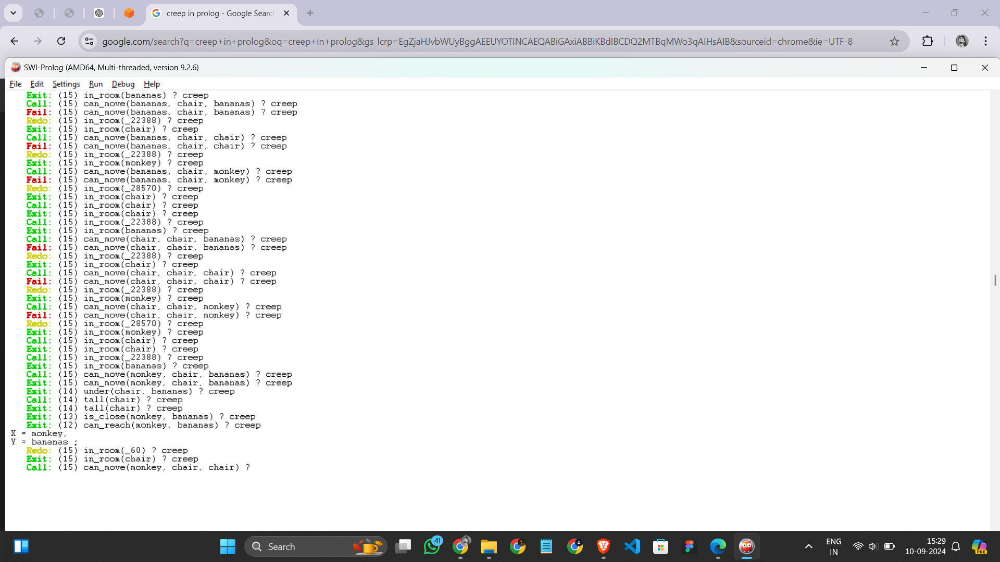 creep in prolog - Google Search
google.com/search?q=creep+in+prolog&oq=creep+in+prolog&gs_lcrp=EgZjaHJvbWUyBggAEEUYOTINCAEQABiGAxiABBiKBdIBCDQ2MTBqMWo3qAIHsAIB&sourceid=chrome&ie=UTF-8
SWI-Prolog (AMD64, Multi-threaded, version 9.2.6)
File Edit Settings Run Debug Help
Exit: (15) in_room(bananas) ? creep
Call: (15) can_move(bananas, chair, bananas) ? creep
Fail: (15) can_move(bananas, chair, bananas) ? creep
Redo: (15) in_room(_22388) ? creep
Exit: (15) in_room(chair) ? creep
Call: (15) can_move(bananas, chair, chair) ? creep
Fail: (15) can_move(bananas, chair, chair) ? creep
Redo: (15) in_room(_22388) ? creep
Exit: (15) in_room(monkey) ? creep
Call: (15) can_move(bananas, chair, monkey) ? creep
Fail: (15) can_move(bananas, chair, monkey) ? creep
Redo: (15) in_room(_28570) ? creep
Exit: (15) in_room(chair) ? creep
Call: (15) in_room(chair) ? creep
Exit: (15) in_room(chair) ? creep
Call: (15) in_room(_22388) ? creep
Exit: (15) in_room(bananas) ? creep
Call: (15) can_move(chair, chair, bananas) ? creep
Fail: (15) can_move(chair, chair, bananas) ? creep
Redo: (15) in_room(_22388) ? creep
Exit: (15) in_room(chair) ? creep
Call: (15) can_move(chair, chair, chair) ? creep
Fail: (15) can_move(chair, chair, chair) ? creep
Redo: (15) in_room(_22388) ? creep
Exit: (15) in_room(monkey) ? creep
Call: (15) can_move(chair, chair, monkey) ? creep
Fail: (15) can_move(chair, chair, monkey) ? creep
Redo: (15) in_room(_28570) ? creep
Exit: (15) in_room(monkey) ? creep
Call: (15) in_room(chair) ? creep
Exit: (15) in_room(chair) ? creep
Call: (15) in_room(_22388) ? creep
Exit: (15) in_room(bananas) ? creep
Call: (15) can_move(monkey, chair, bananas) ? creep
Exit: (15) can_move(monkey, chair, bananas) ? creep
Exit: (14) under(chair, bananas) ? creep
Call: (14) tall(chair) ? creep
Exit: (14) tall(chair) ? creep
Exit: (13) is_close(monkey, bananas) ? creep
Exit: (12) can_reach(monkey, bananas) ? creep
X = monkey,
Y = bananas ;
Redo: (15) in_room(_60) ? creep
Exit: (15) in_room(chair) ? creep
Call: (15) can_move(monkey, chair, chair) ?
Search
41
ENG
IN
15:29
10-09-2024
PRE